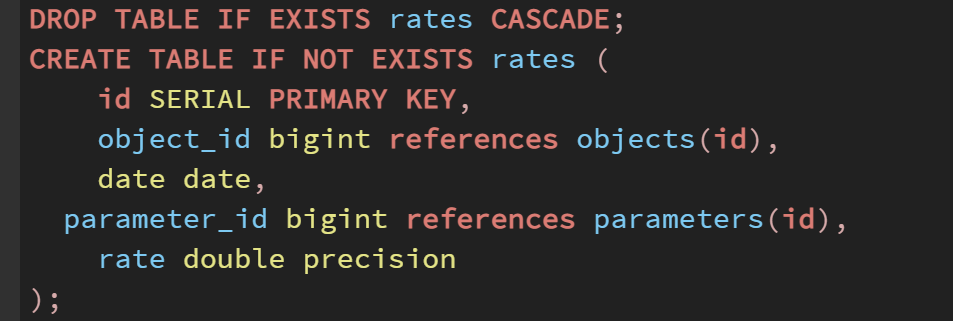 DROP TABLE IF EXISTS rates CASCADE;
CREATE TABLE IF NOT EXISTS rates (
    id SERIAL PRIMARY KEY,
    object_id bigint references objects(id),
    date date,
  parameter_id bigint references parameters(id),
    rate double precision
);